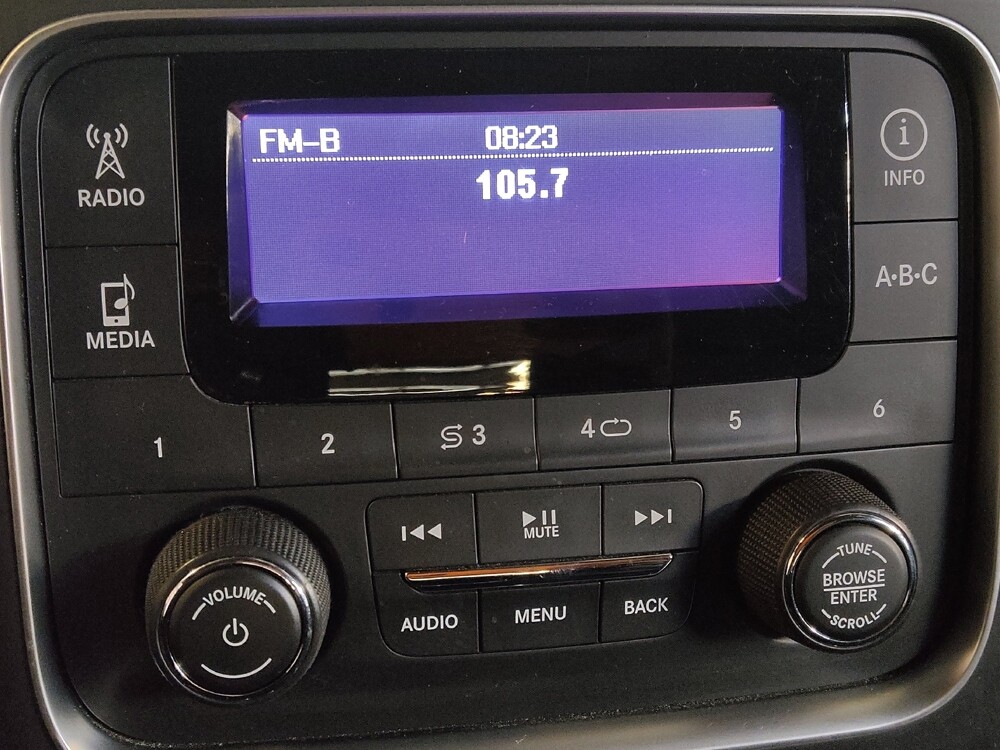 FM-B 08:23
105.7
RADIO
MEDIA
i
INFO
A•B•C
1 2 3 4 5 6
MUTE
AUDIO MENU BACK
VOLUME
TUNE
BROWSE
ENTER
SCROLL